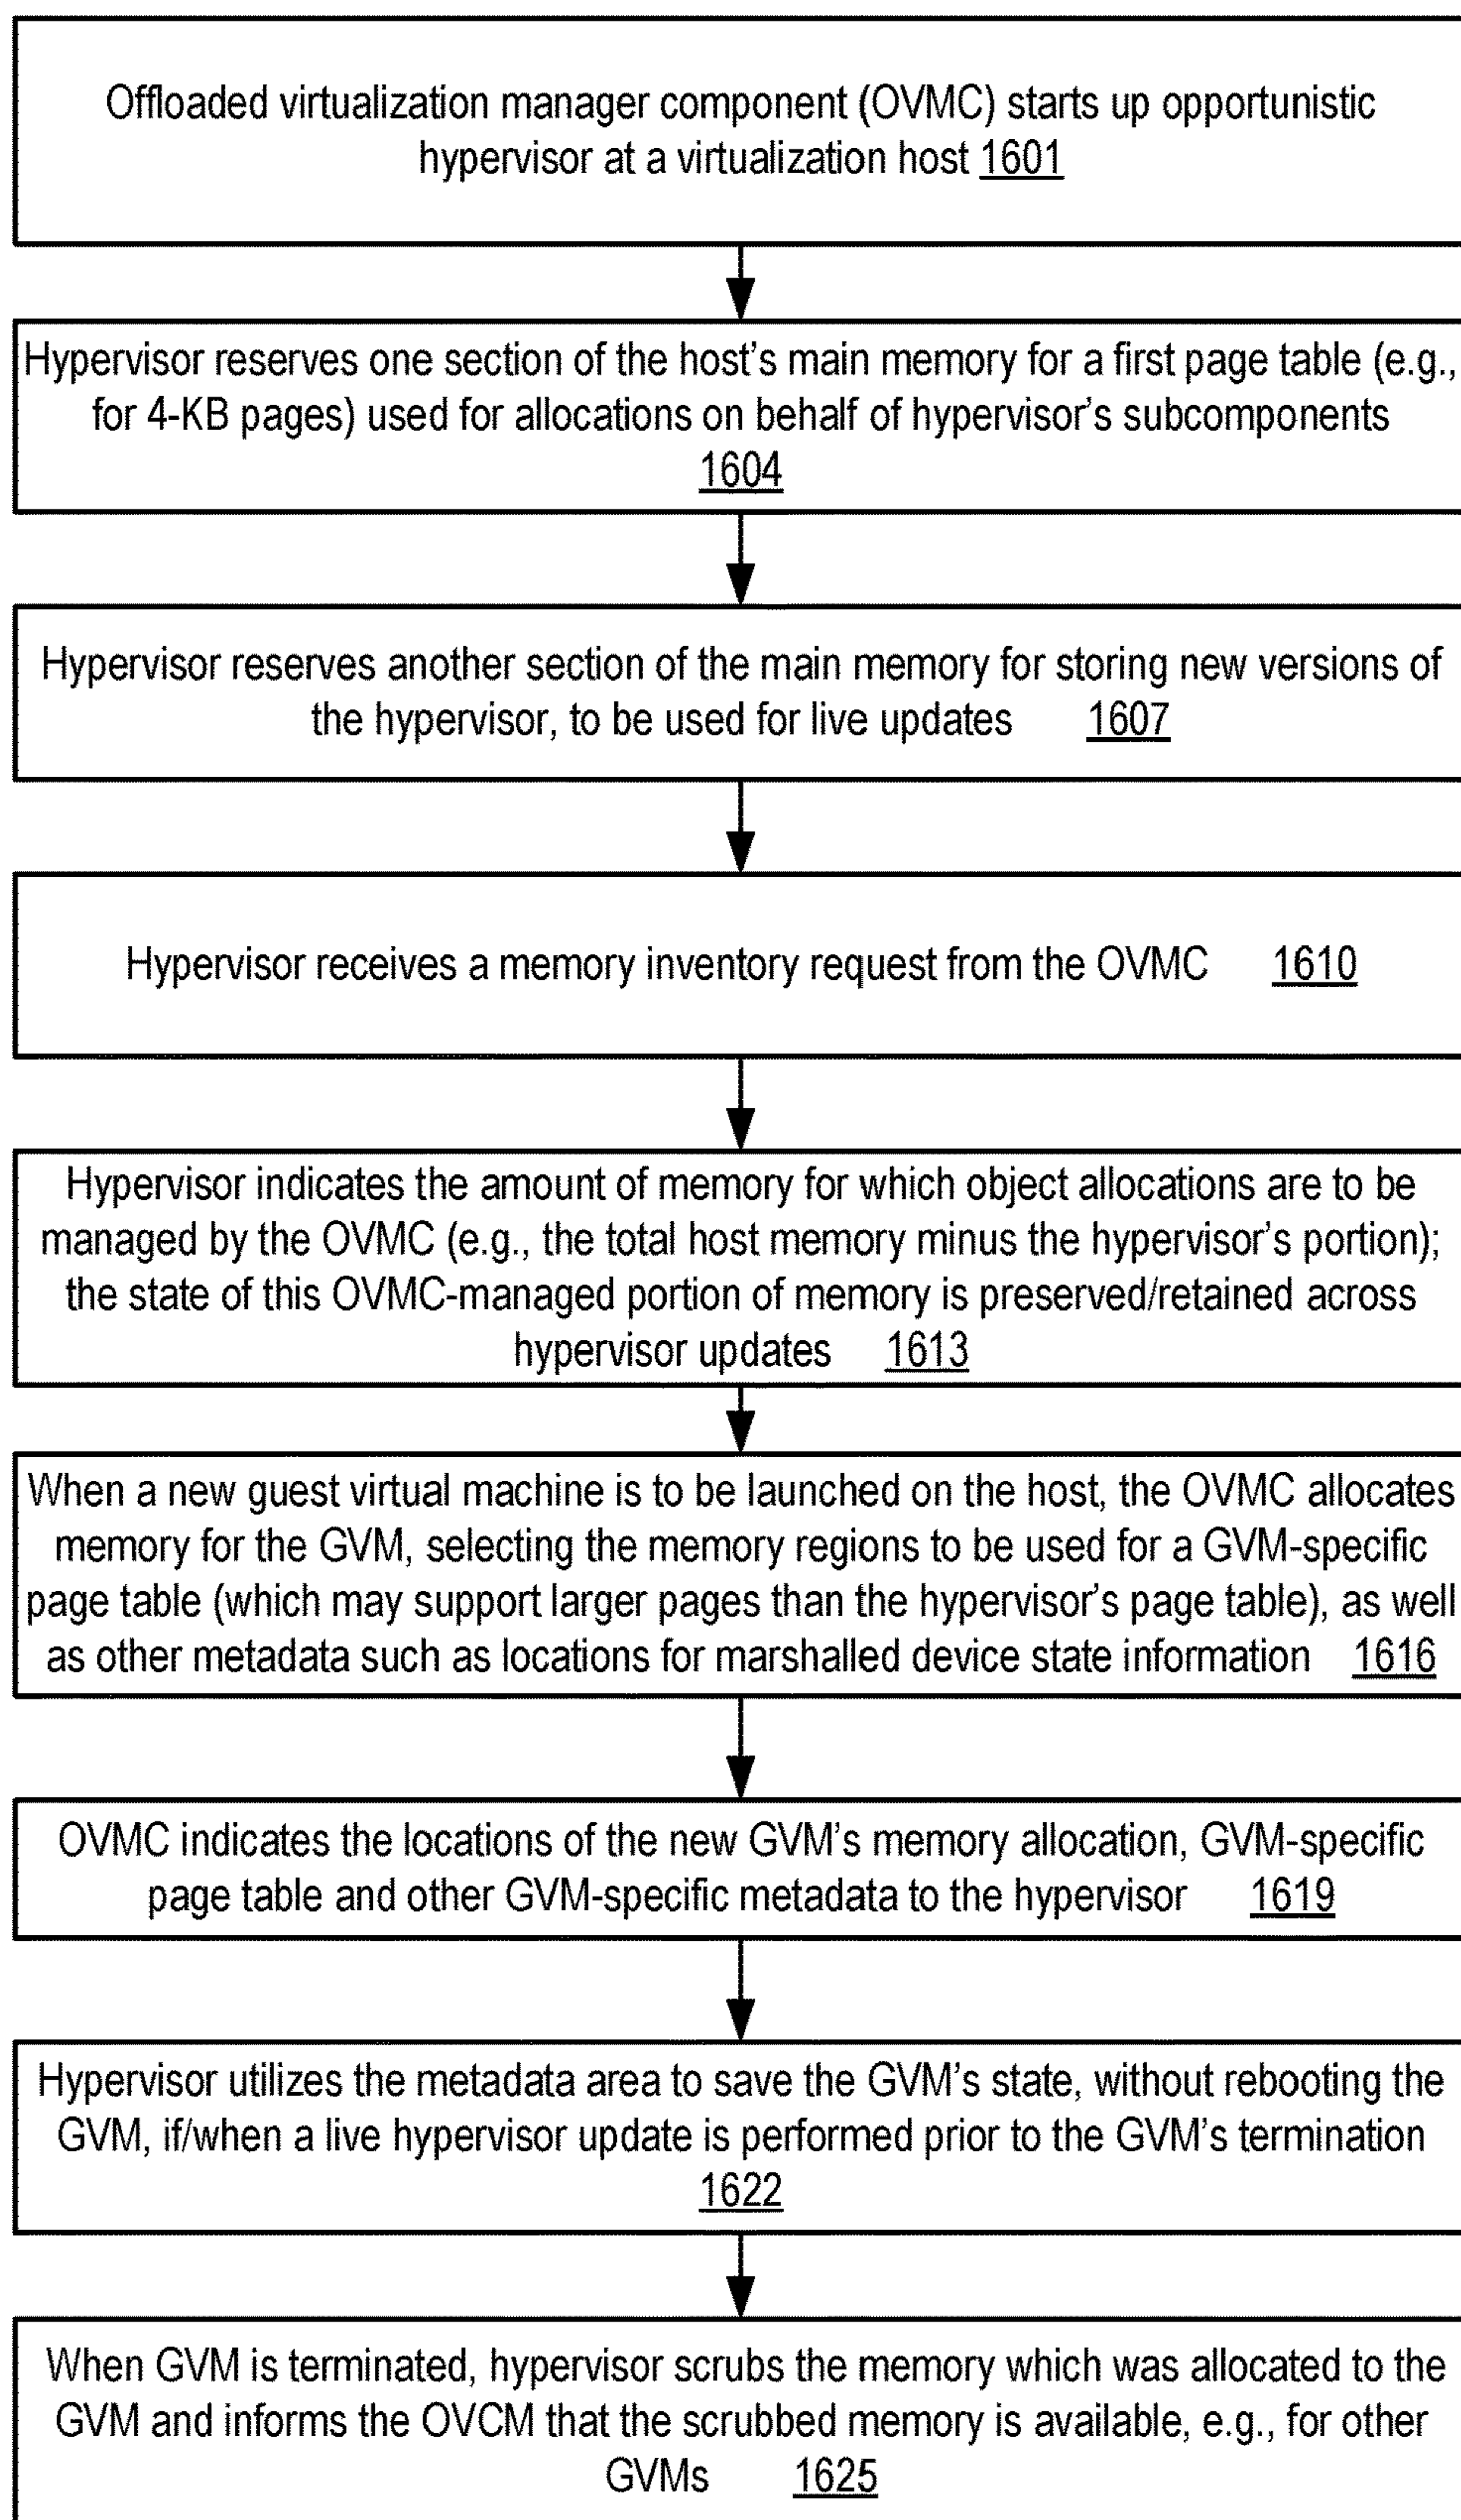 Offloaded virtualization manager component (OVMC) starts up opportunistic
hypervisor at a virtualization host 1601
Hypervisor reserves one section of the host's main memory for a first page table (e.g.,
for 4-KB pages) used for allocations on behalf of hypervisor's subcomponents
1604
Hypervisor reserves another section of the main memory for storing new versions of
the hypervisor, to be used for live updates 1607
Hypervisor receives a memory inventory request from the OVMC 1610
Hypervisor indicates the amount of memory for which object allocations are to be
managed by the OVMC (e.g., the total host memory minus the hypervisor's portion);
the state of this OVMC-managed portion of memory is preserved/retained across
hypervisor updates 1613
When a new guest virtual machine is to be launched on the host, the OVMC allocates
memory for the GVM, selecting the memory regions to be used for a GVM-specific
page table (which may support larger pages than the hypervisor's page table), as well
as other metadata such as locations for marshalled device state information 1616
OVMC indicates the locations of the new GVM's memory allocation, GVM-specific
page table and other GVM-specific metadata to the hypervisor 1619
Hypervisor utilizes the metadata area to save the GVM's state, without rebooting the
GVM, if/when a live hypervisor update is performed prior to the GVM's termination
1622
When GVM is terminated, hypervisor scrubs the memory which was allocated to the
GVM and informs the OVCM that the scrubbed memory is available, e.g., for other
GVMs 1625